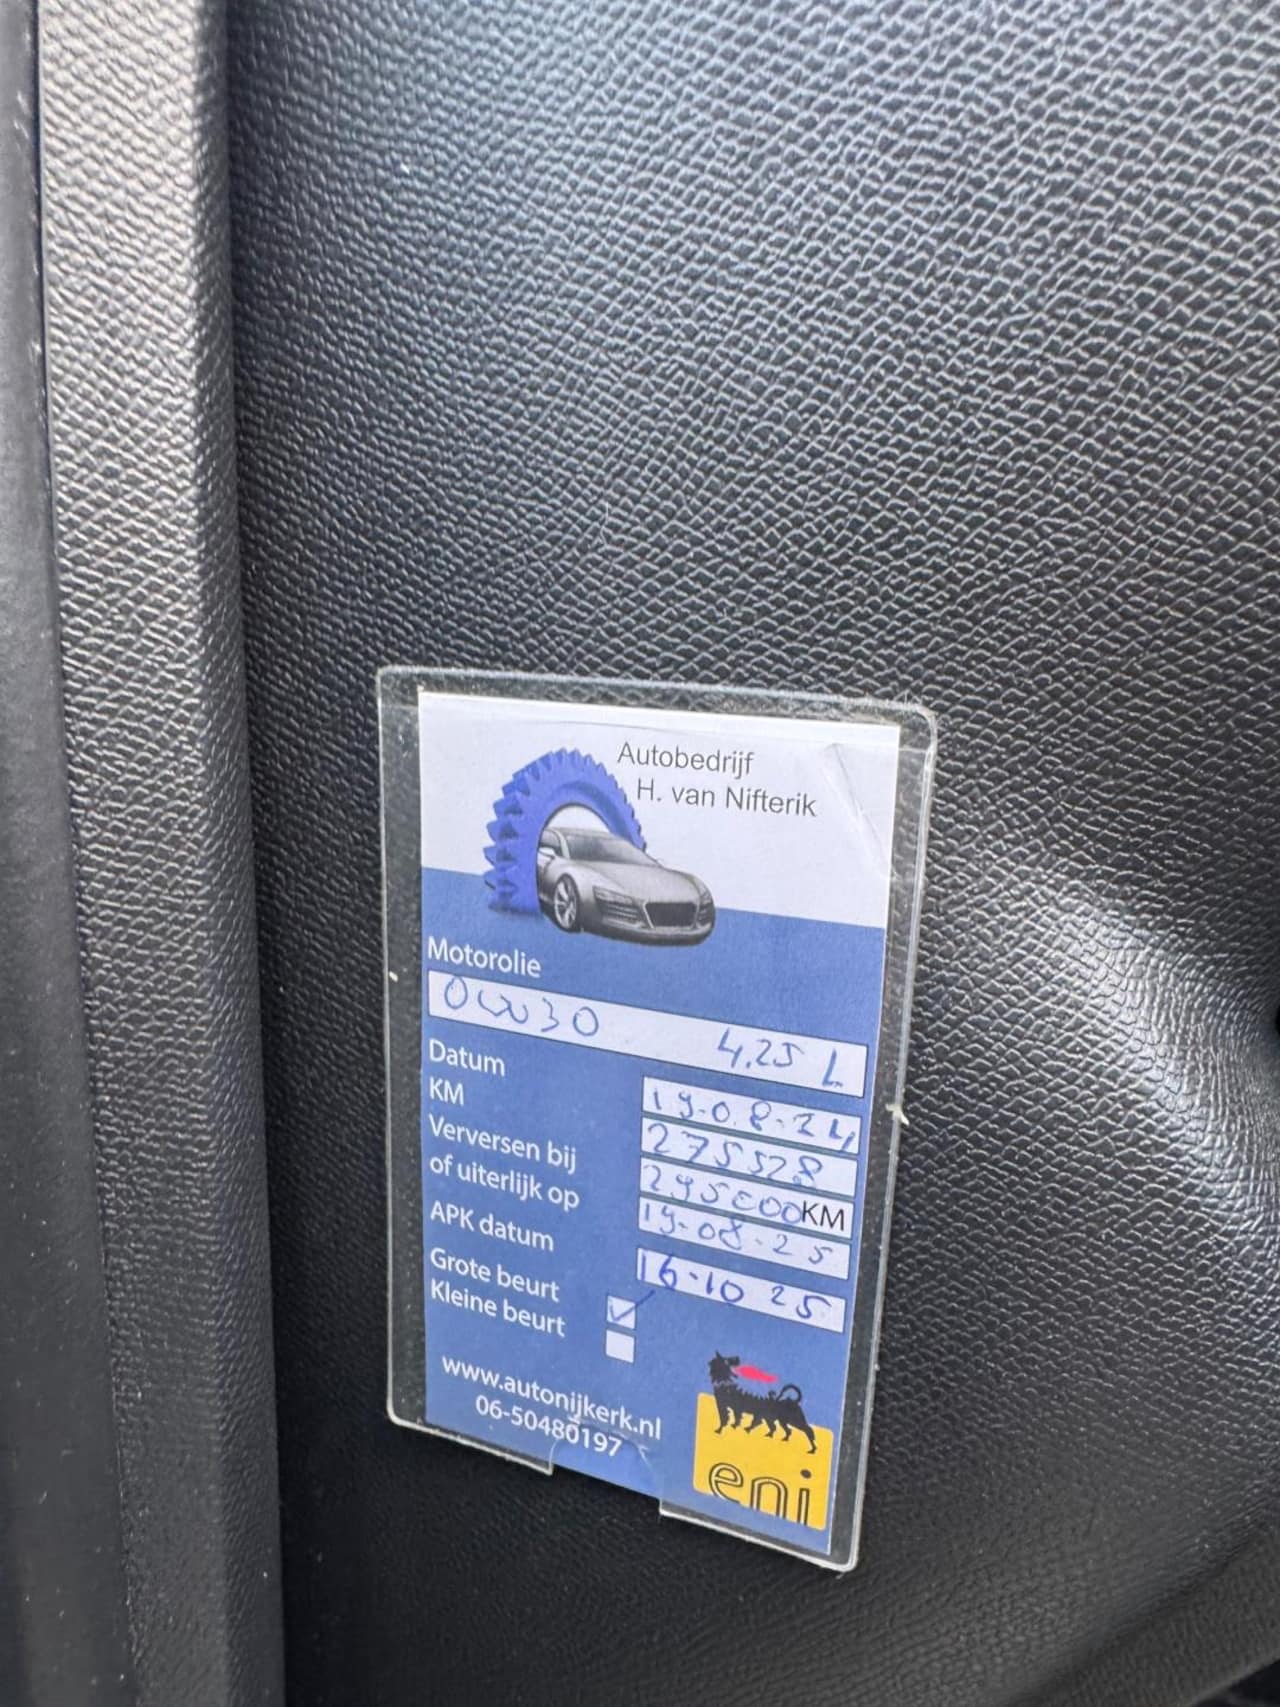 Autobedrijf
H. van Nifterik
Motorolie
0W30 4,25 L
Datum 19-08-24
KM 275528
Verversen bij 295000 KM
of uiterlijk op 19-08-25
APK datum 16-10 25
Grote beurt
Kleine beurt
www.autonijkerk.nl
06-50480197
eni